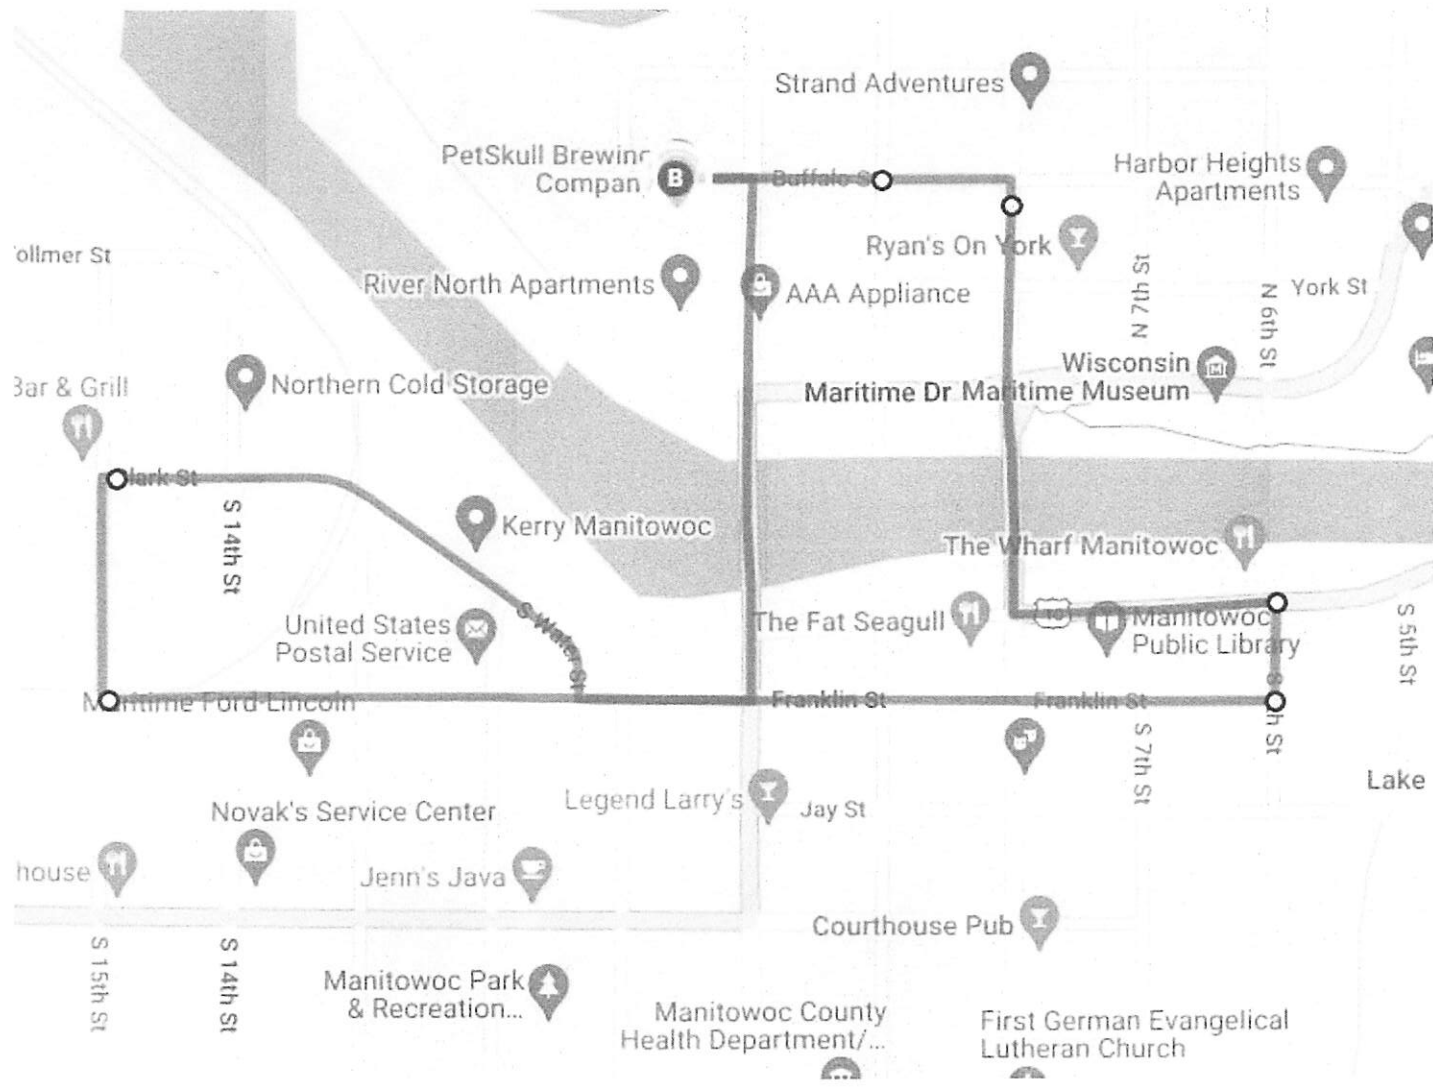 Strand Adventures
PetSkull Brewing
Compan
B
Buffalo S
Harbor Heights
Apartments
Ryan's On York
ollmer St
River North Apartments
AAA Appliance
N 7th St
N 6th St
York St
Wisconsin
Maritime Dr Maritime Museum
Bar & Grill
Northern Cold Storage
lark St
S 14th St
Kerry Manitowoc
The Wharf Manitowoc
S Water St
United States
Postal Service
The Fat Seagull
10
Manitowoc
Public Library
S 5th St
Maritime Ford-Lincoln
Franklin St
Franklin St
S
th St
S 7th St
Novak's Service Center
Legend Larry's
Jay St
Lake
house
Jenn's Java
Courthouse Pub
S 15th St
S 14th St
Manitowoc Park
& Recreation...
Manitowoc County
Health Department/...
First German Evangelical
Lutheran Church